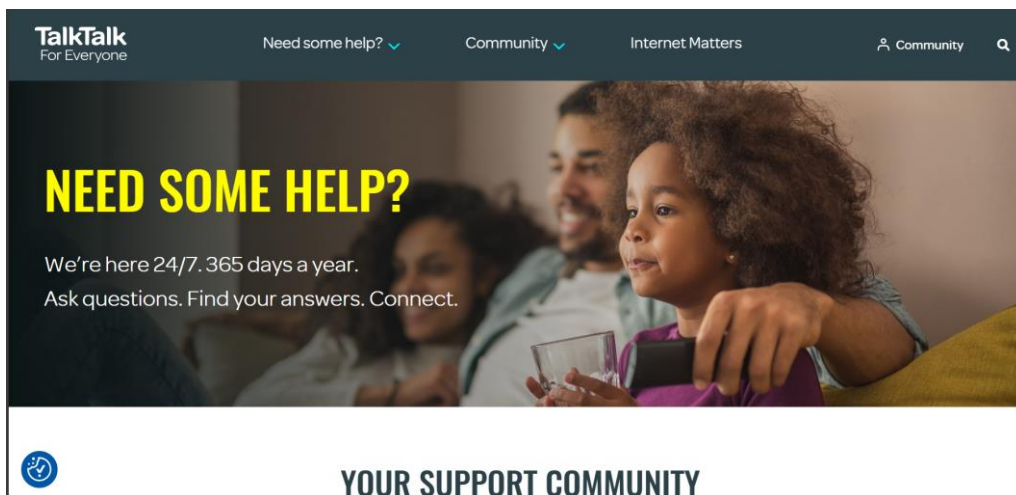 TalkTalk
For Everyone
Need some help?
Community
Internet Matters
Community
NEED SOME HELP?
We're here 24/7. 365 days a year.
Ask questions. Find your answers. Connect.
YOUR SUPPORT COMMUNITY